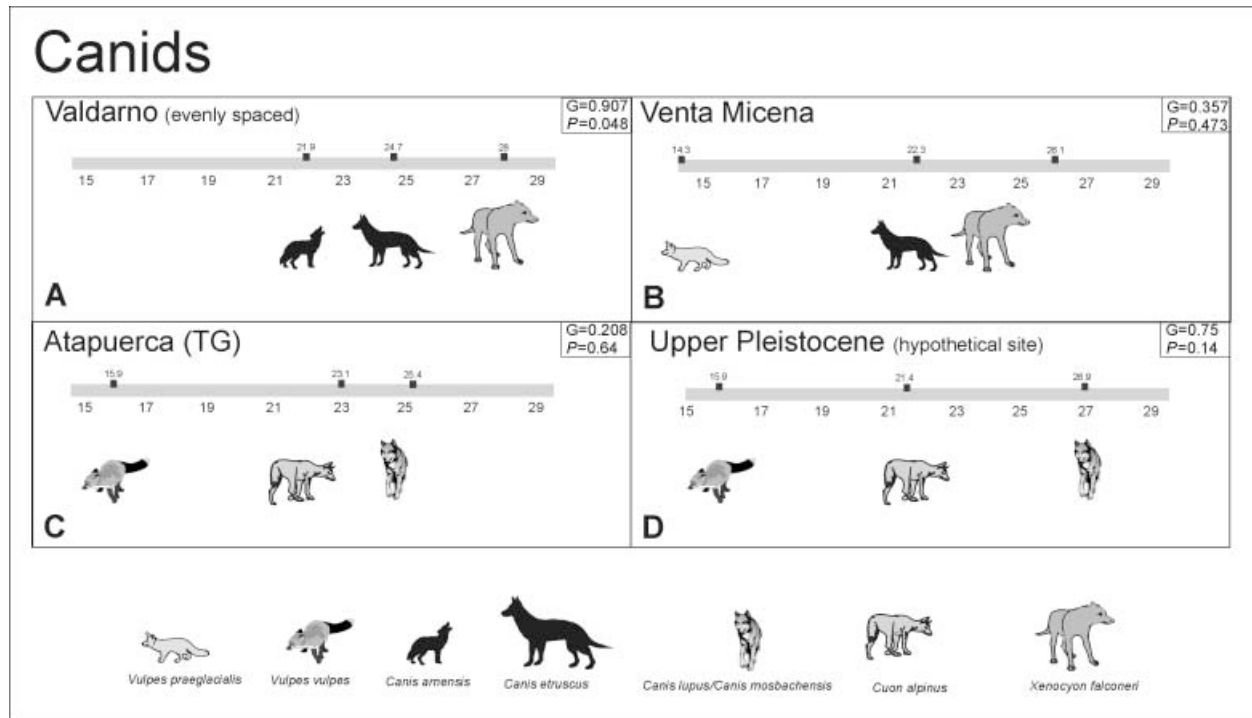 Canids
Valdarno (evenly spaced)
G=0.907
P=0.048
21.9 24.7 28
15 17 19 21 23 25 27 29
A
Venta Micena
G=0.357
P=0.473
14.3 22.3 26.1
15 17 19 21 23 25 27 29
B
Atapuerca (TG)
G=0.208
P=0.64
15.9 23.1 25.4
15 17 19 21 23 25 27 29
C
Upper Pleistocene (hypothetical site)
G=0.75
P=0.14
15.9 21.4 26.9
15 17 19 21 23 25 27 29
D
Vulpes praeglacialis Vulpes vulpes Canis arnensis Canis etruscus Canis lupus/Canis mosbachensis Cuon alpinus Xenocyon falconeri